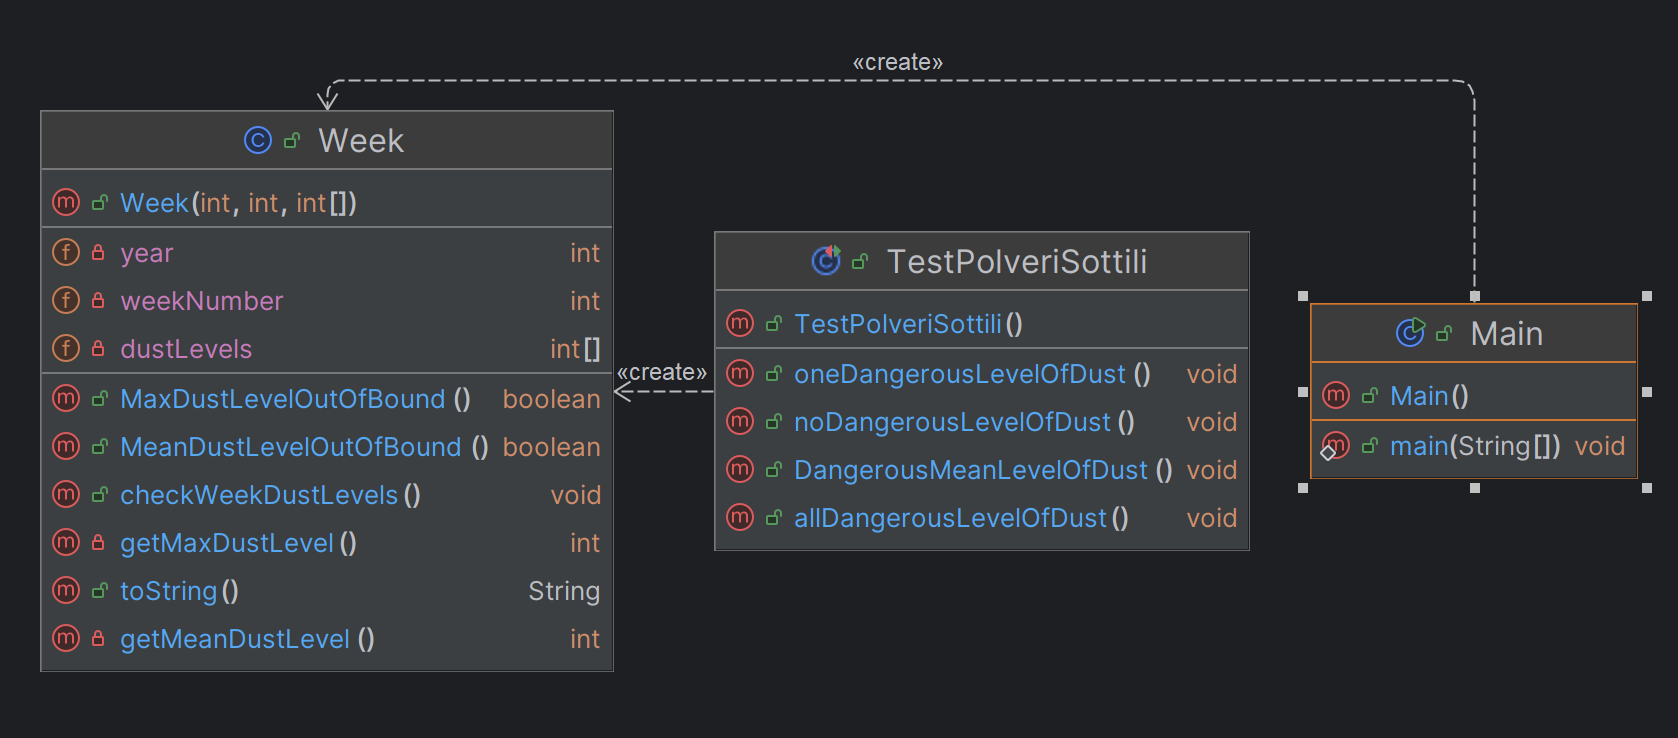 «create»
Week
Week(int, int, int[])
year int
weekNumber int
dustLevels int[]
MaxDustLevelOutOfBound () boolean
MeanDustLevelOutOfBound () boolean
checkWeekDustLevels() void
getMaxDustLevel() int
toString() String
getMeanDustLevel () int
«create»
TestPolveriSottili
TestPolveriSottili()
oneDangerousLevelOfDust () void
noDangerousLevelOfDust () void
DangerousMeanLevelOfDust () void
allDangerousLevelOfDust() void
Main
Main()
main(String[]) void